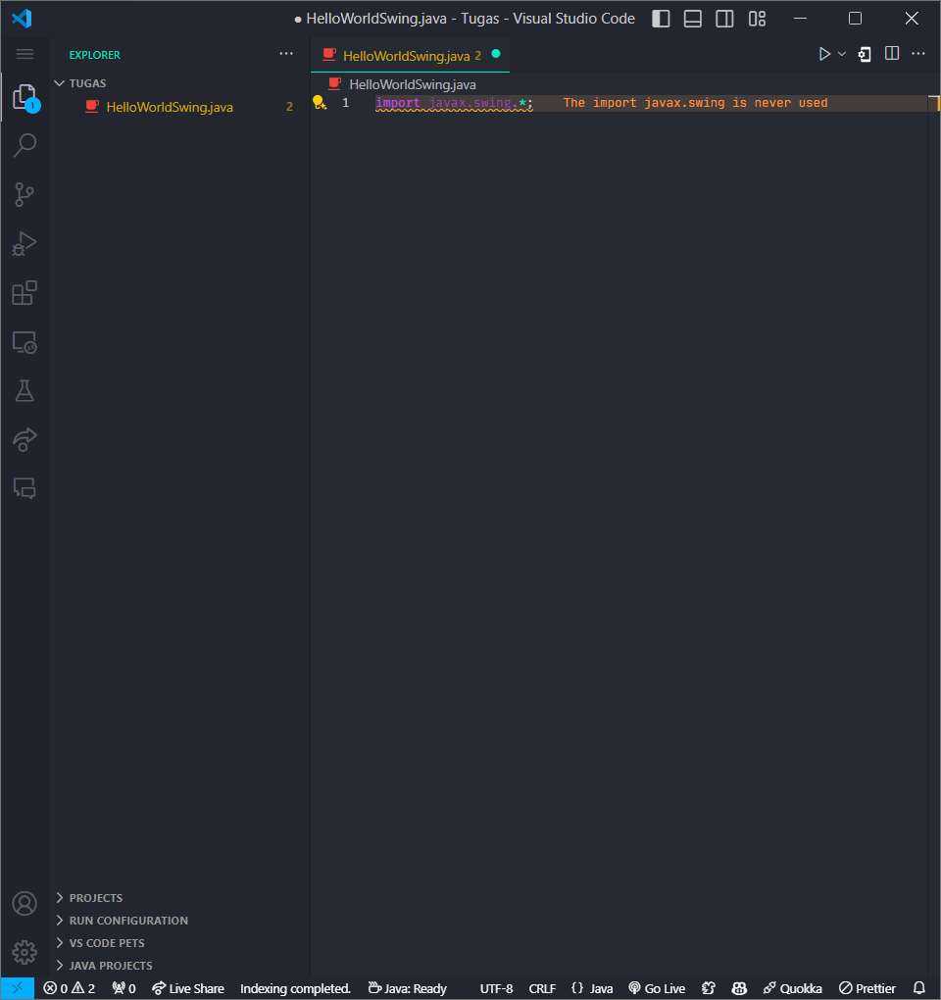 ● HelloWorldSwing.java - Tugas - Visual Studio Code
EXPLORER
TUGAS
HelloWorldSwing.java 2
HelloWorldSwing.java 2
HelloWorldSwing.java
1 import javax.swing.*; The import javax.swing is never used
1
PROJECTS
RUN CONFIGURATION
VS CODE PETS
JAVA PROJECTS
0 2 0 Live Share Indexing completed. Java: Ready UTF-8 CRLF {} Java Go Live Quokka Prettier